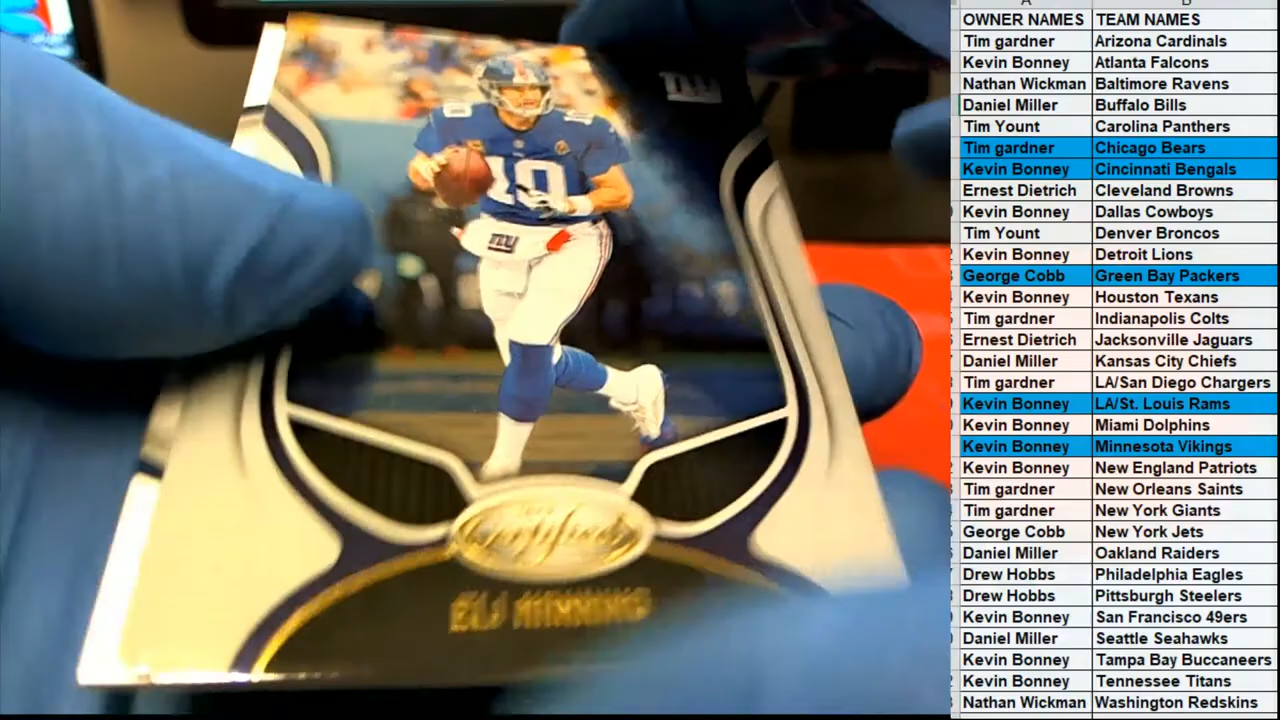 A B
OWNER NAMES TEAM NAMES
Tim gardner Arizona Cardinals
Kevin Bonney Atlanta Falcons
Nathan Wickman Baltimore Ravens
Daniel Miller Buffalo Bills
Tim Yount Carolina Panthers
Tim gardner Chicago Bears
Kevin Bonney Cincinnati Bengals
Ernest Dietrich Cleveland Browns
Kevin Bonney Dallas Cowboys
Tim Yount Denver Broncos
Kevin Bonney Detroit Lions
George Cobb Green Bay Packers
Kevin Bonney Houston Texans
Tim gardner Indianapolis Colts
Ernest Dietrich Jacksonville Jaguars
Daniel Miller Kansas City Chiefs
Tim gardner LA/San Diego Chargers
Kevin Bonney LA/St. Louis Rams
Kevin Bonney Miami Dolphins
Kevin Bonney Minnesota Vikings
Kevin Bonney New England Patriots
Tim gardner New Orleans Saints
Tim gardner New York Giants
George Cobb New York Jets
Daniel Miller Oakland Raiders
Drew Hobbs Philadelphia Eagles
Drew Hobbs Pittsburgh Steelers
Kevin Bonney San Francisco 49ers
Daniel Miller Seattle Seahawks
Kevin Bonney Tampa Bay Buccaneers
Kevin Bonney Tennessee Titans
Nathan Wickman Washington Redskins
ny
10 10
10
ny
Certified
ELI MANNING